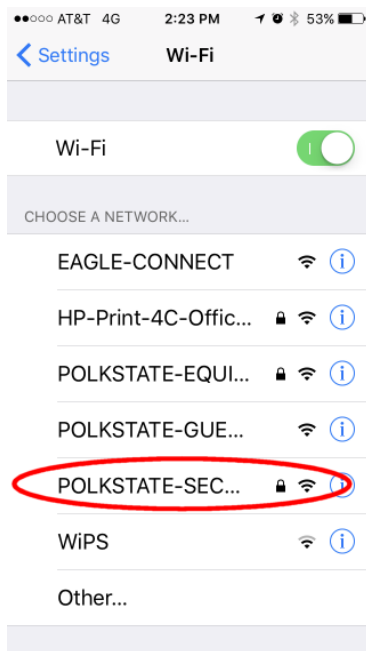 AT&T 4G 2:23 PM 53%
Settings Wi-Fi
Wi-Fi
CHOOSE A NETWORK...
EAGLE-CONNECT
HP-Print-4C-Offic...
POLKSTATE-EQUI...
POLKSTATE-GUE...
POLKSTATE-SEC...
WiPS
Other...